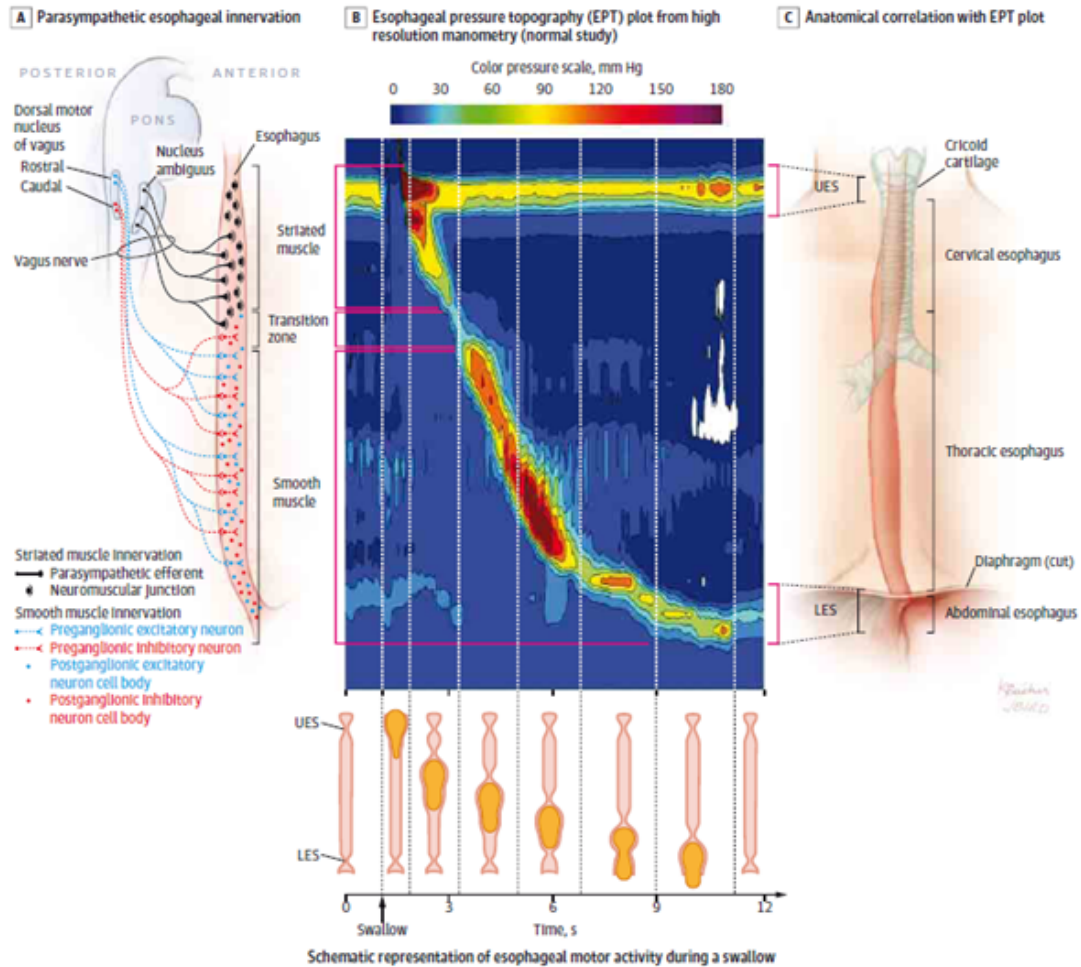 A Parasympathetic esophageal innervation
POSTERIOR
ANTERIOR
PONS
Dorsal motor
nucleus
of vagus
Rostral
Caudal
Nucleus
ambiguus
Esophagus
Vagus nerve
Striated
muscle
Transition
zone
Smooth
muscle
Striated muscle innervation
Parasympathetic efferent
Neuromuscular junction
Smooth muscle innervation
Preganglionic excitatory neuron
Preganglionic inhibitory neuron
Postganglionic excitatory
neuron cell body
Postganglionic inhibitory
neuron cell body
B Esophageal pressure topography (EPT) plot from high
resolution manometry (normal study)
Color pressure scale, mm Hg
0 30 60 90 120 150 180
UES
LES
0 3 6 9 12
Swallow
Time, s
Schematic representation of esophageal motor activity during a swallow
C Anatomical correlation with EPT plot
UES
Cricoid
cartilage
Cervical esophagus
Thoracic esophagus
Diaphragm (cut)
LES
Abdominal esophagus